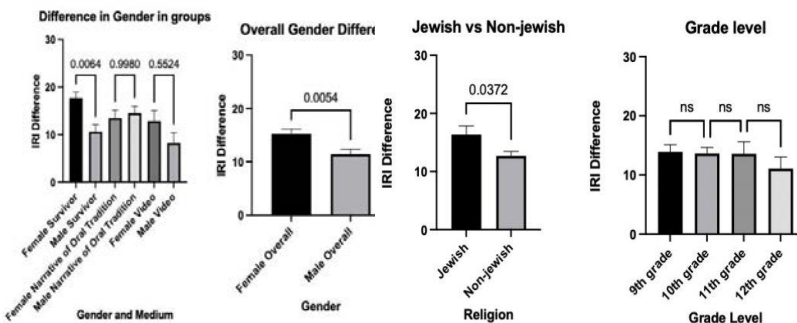 Difference in Gender in groups
IRI Difference
30
20
10
0
0.0064
0.9980
0.5524
Female Survivor
Male Survivor
Female Narrative of Oral Tradition
Male Narrative of Oral Tradition
Female Video
Male Video
Gender and Medium
Overall Gender Differe
IRI Difference
30
20
10
0
0.0054
Female Overall
Male Overall
Gender
Jewish vs Non-jewish
IRI Difference
30
20
10
0
0.0372
Jewish
Non-jewish
Religion
Grade level
IRI Difference
30
20
10
0
ns
ns
ns
9th grade
10th grade
11th grade
12th grade
Grade Level